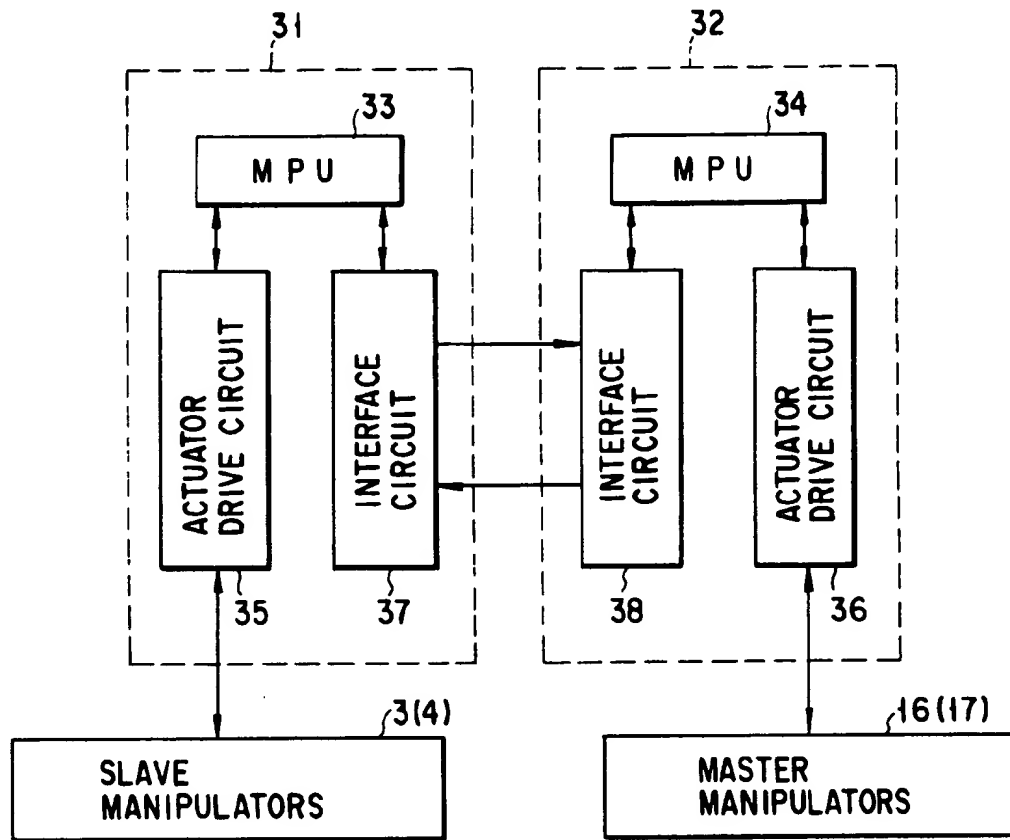 31
32
33
34
MPU
MPU
ACTUATOR
DRIVE CIRCUIT
INTERFACE
CIRCUIT
INTERFACE
CIRCUIT
ACTUATOR
DRIVE CIRCUIT
35
37
38
36
3(4)
16(17)
SLAVE
MANIPULATORS
MASTER
MANIPULATORS